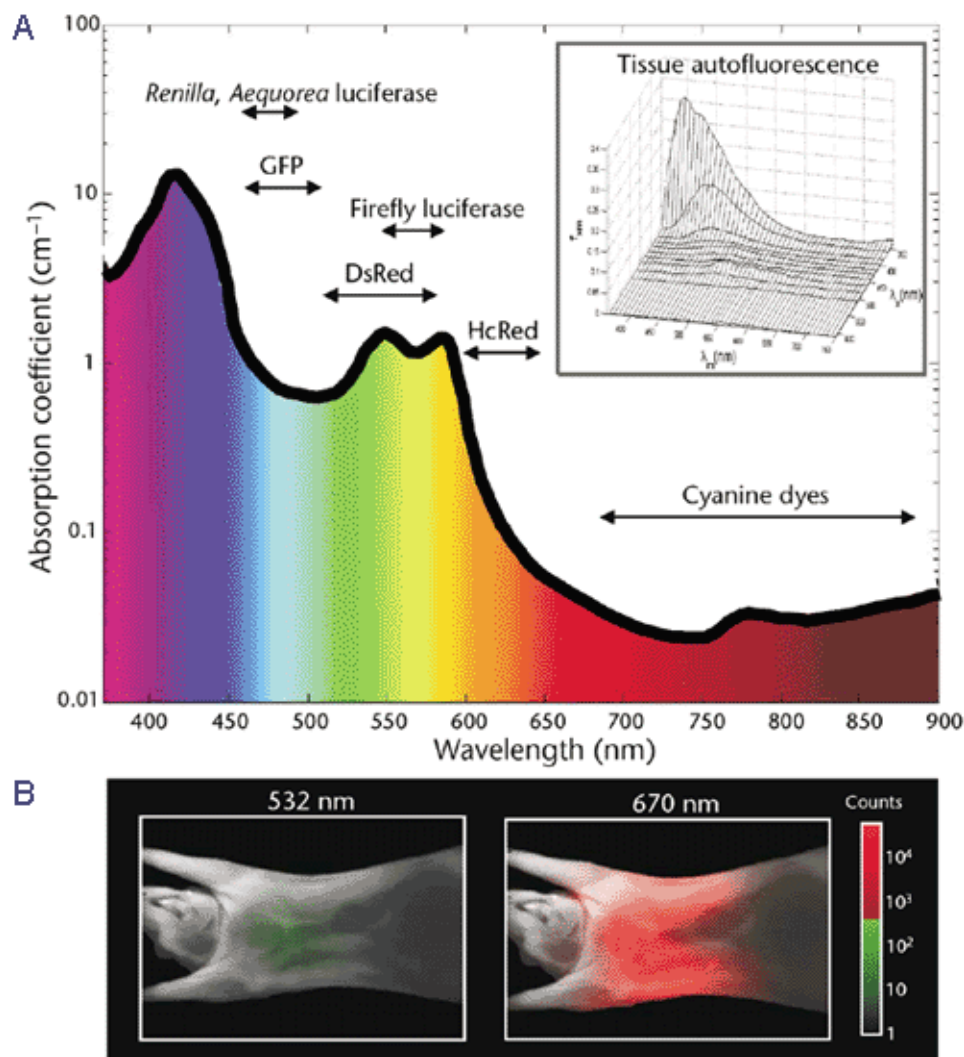 A
100
10
1
0.1
0.01
Absorption coefficient (cm⁻¹)
Renilla, Aequorea luciferase
GFP
Firefly luciferase
DsRed
HcRed
Cyanine dyes
Tissue autofluorescence
400 450 500 550 600 650 700 750 800 850 900
Wavelength (nm)
B
532 nm
670 nm
Counts
10⁴
10³
10²
10
1